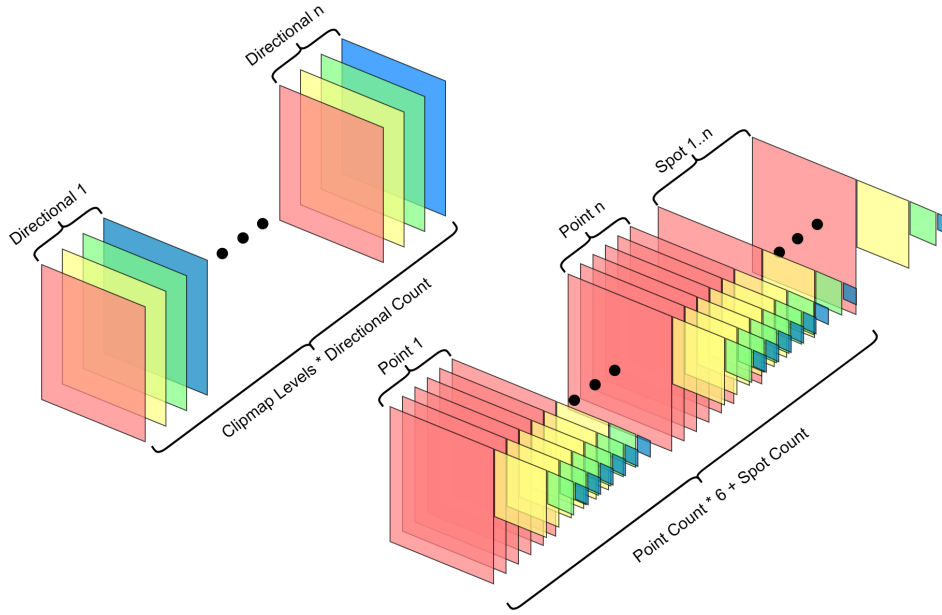 Directional n
Directional 1
Clipmap Levels * Directional Count
Spot 1..n
Point n
Point 1
Point Count * 6 + Spot Count